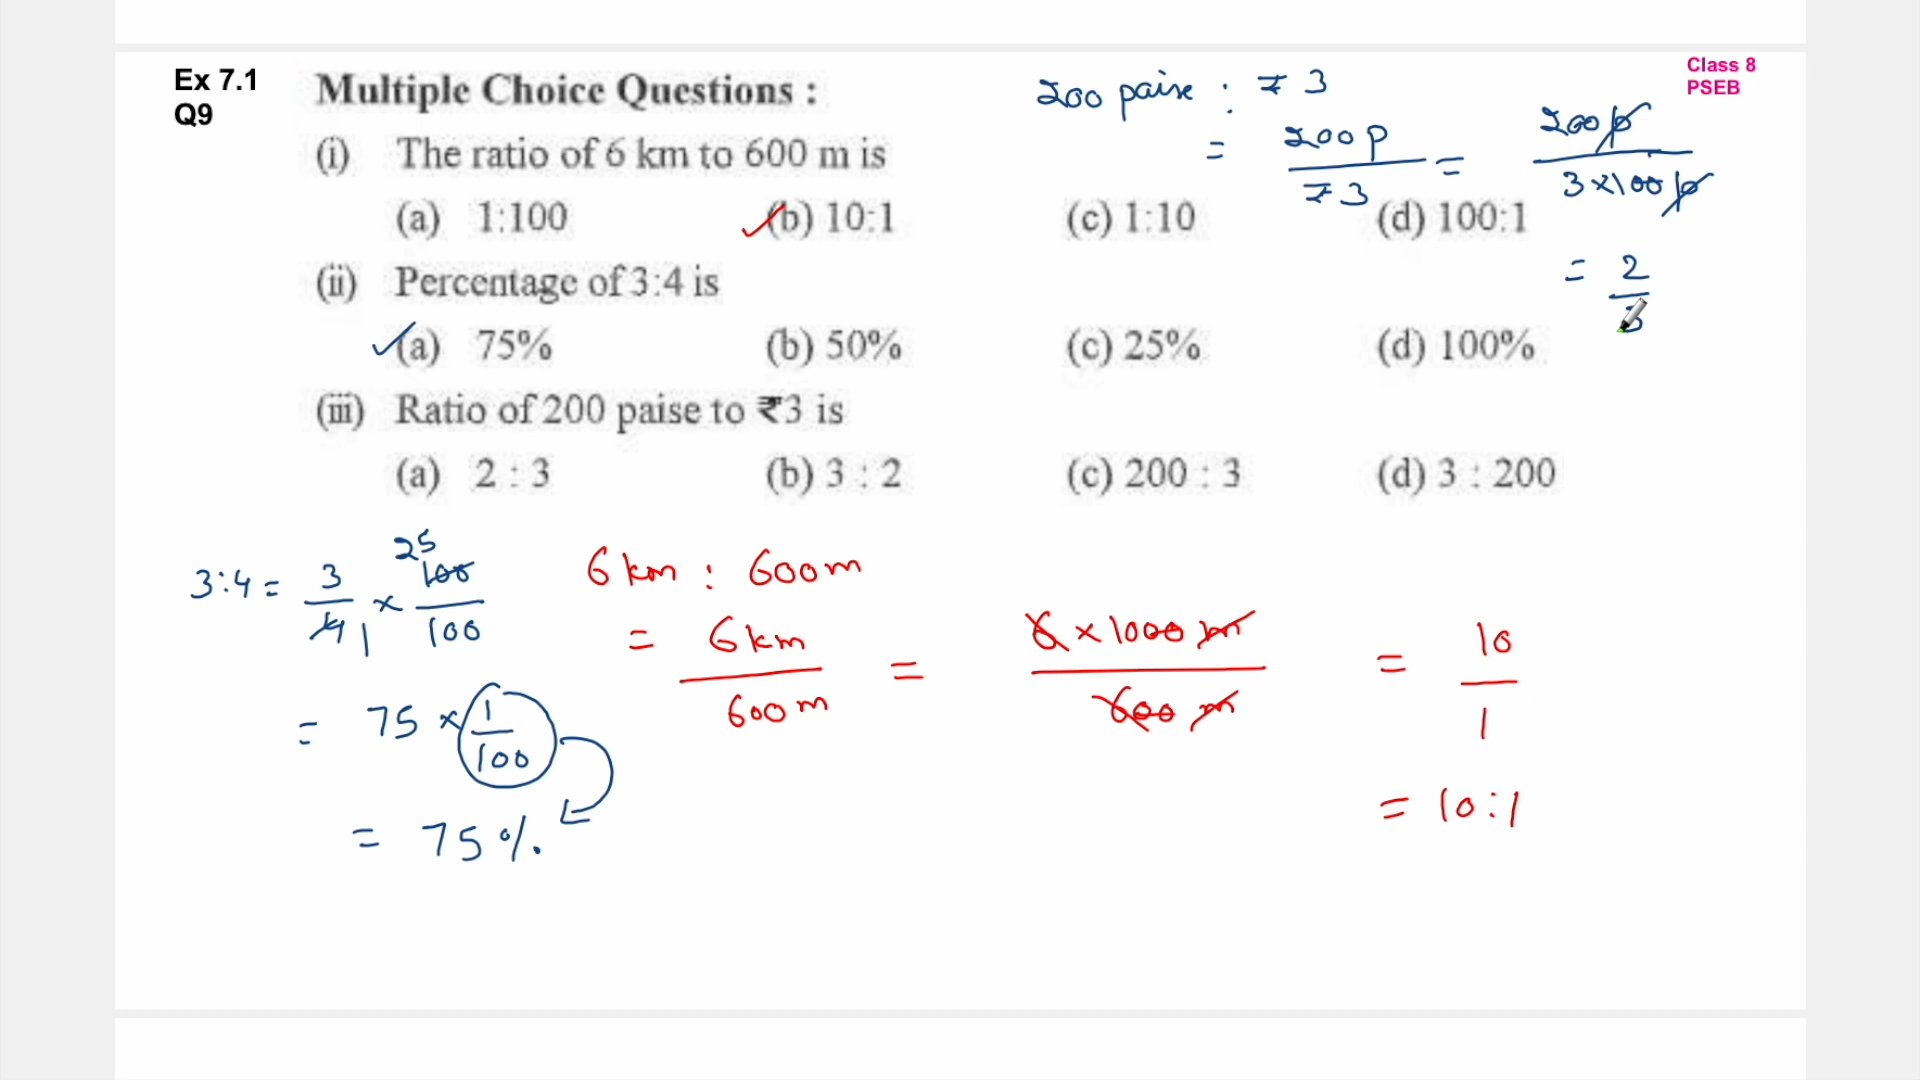 Ex 7.1
Q9
Class 8
PSEB
Multiple Choice Questions :
(i) The ratio of 6 km to 600 m is
(a) 1:100 (b) 10:1 (c) 1:10 (d) 100:1
(ii) Percentage of 3:4 is
(a) 75% (b) 50% (c) 25% (d) 100%
(iii) Ratio of 200 paise to ₹3 is
(a) 2 : 3 (b) 3 : 2 (c) 200 : 3 (d) 3 : 200
200 paise : ₹ 3
= 200 p / ₹ 3 = 200 p / 3 × 100 p
= 2 / 3
3:4 = 3 / 4 1 × 25 100 / 100
= 75 × 1 / 100
= 75 %.
6 km : 600 m
= 6 km / 600 m = 6 × 1000 m / 600 m = 10 / 1
= 10:1